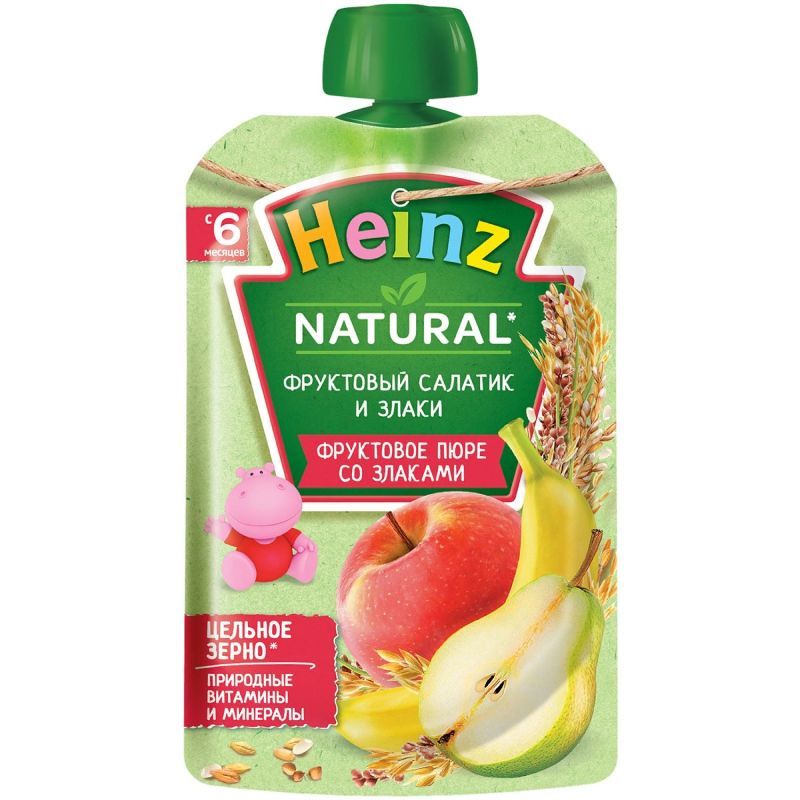 с 6
месяцев
Heinz
NATURAL*
ФРУКТОВЫЙ САЛАТИК
И ЗЛАКИ
ФРУКТОВОЕ ПЮРЕ
СО ЗЛАКАМИ
ЦЕЛЬНОЕ
ЗЕРНО*
ПРИРОДНЫЕ
ВИТАМИНЫ
И МИНЕРАЛЫ